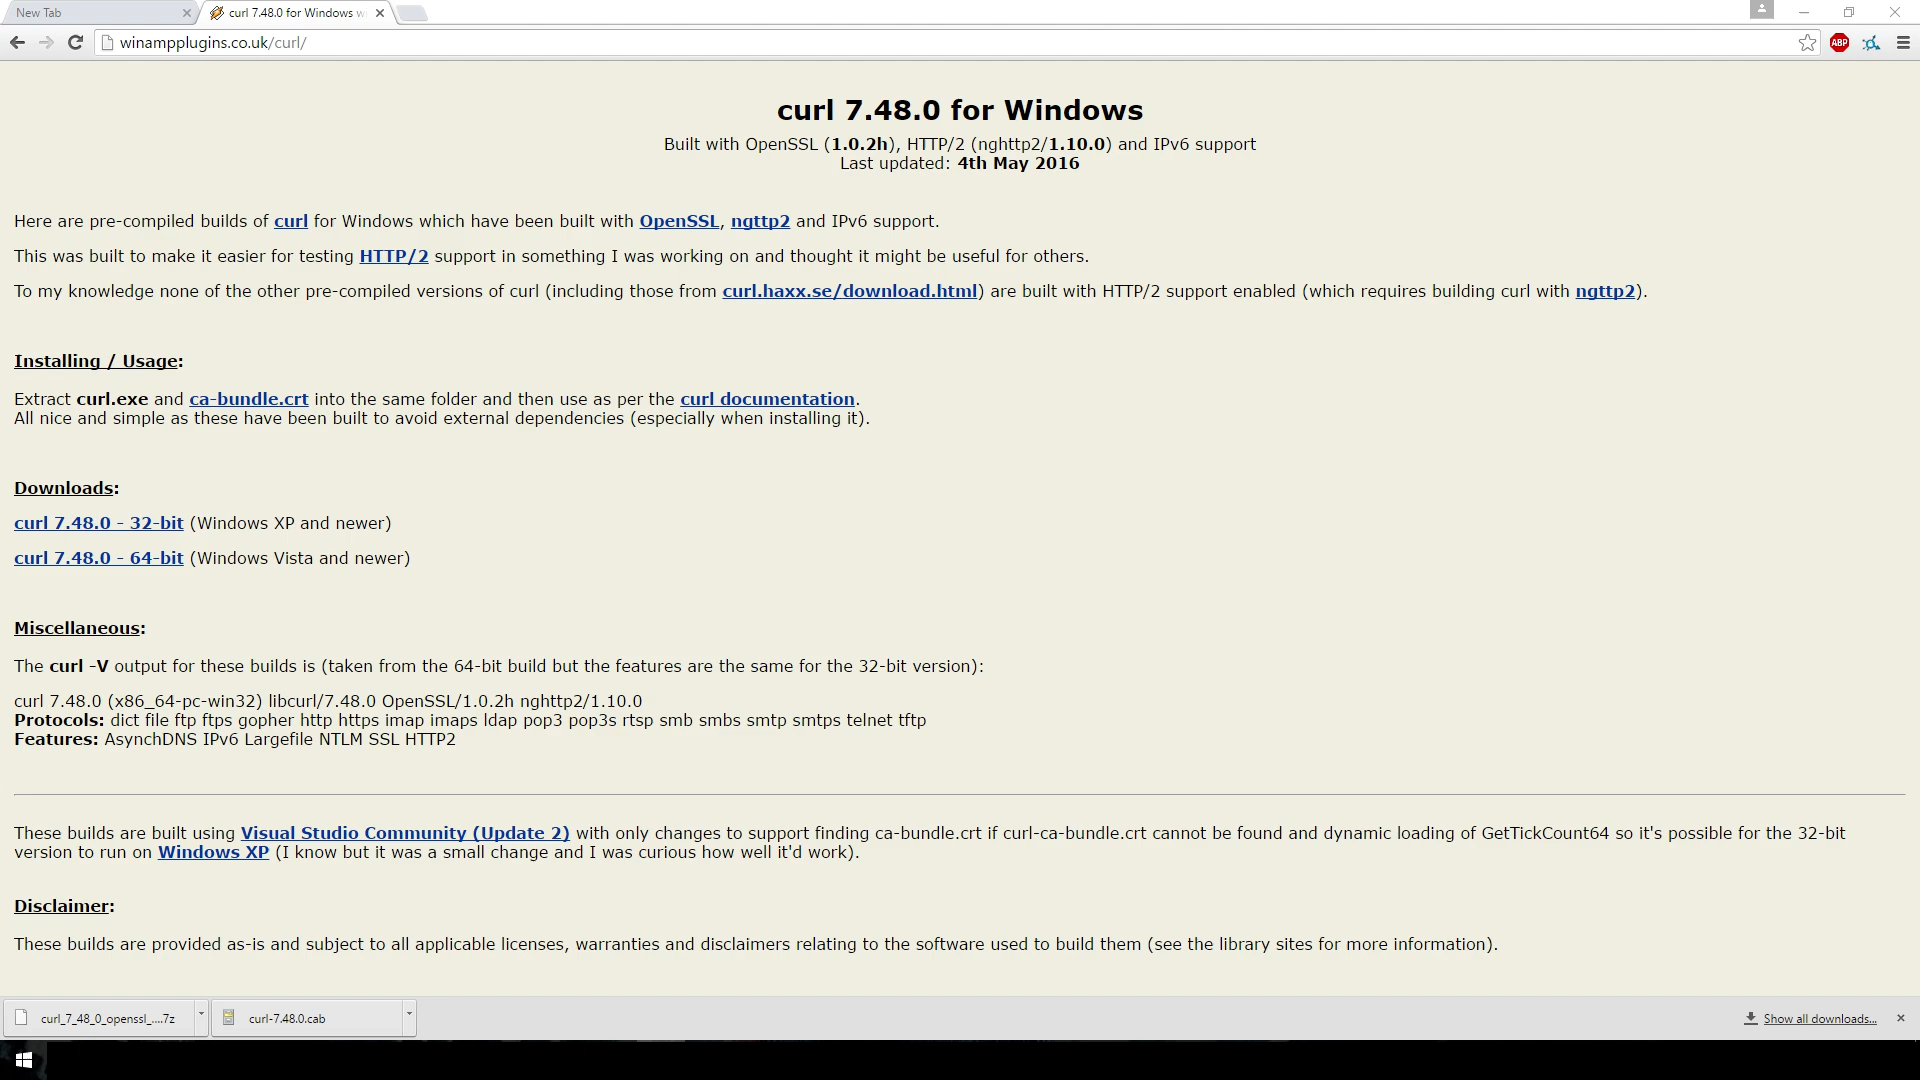 New Tab
curl 7.48.0 for Windows w
winampplugins.co.uk/curl/
ABP
curl 7.48.0 for Windows
Built with OpenSSL (1.0.2h), HTTP/2 (nghttp2/1.10.0) and IPv6 support
Last updated: 4th May 2016
Here are pre-compiled builds of curl for Windows which have been built with OpenSSL, ngttp2 and IPv6 support.
This was built to make it easier for testing HTTP/2 support in something I was working on and thought it might be useful for others.
To my knowledge none of the other pre-compiled versions of curl (including those from curl.haxx.se/download.html) are built with HTTP/2 support enabled (which requires building curl with ngttp2).
Installing / Usage:
Extract curl.exe and ca-bundle.crt into the same folder and then use as per the curl documentation.
All nice and simple as these have been built to avoid external dependencies (especially when installing it).
Downloads:
curl 7.48.0 - 32-bit (Windows XP and newer)
curl 7.48.0 - 64-bit (Windows Vista and newer)
Miscellaneous:
The curl -V output for these builds is (taken from the 64-bit build but the features are the same for the 32-bit version):
curl 7.48.0 (x86_64-pc-win32) libcurl/7.48.0 OpenSSL/1.0.2h nghttp2/1.10.0
Protocols: dict file ftp ftps gopher http https imap imaps ldap pop3 pop3s rtsp smb smbs smtp smtps telnet tftp
Features: AsynchDNS IPv6 Largefile NTLM SSL HTTP2
These builds are built using Visual Studio Community (Update 2) with only changes to support finding ca-bundle.crt if curl-ca-bundle.crt cannot be found and dynamic loading of GetTickCount64 so it's possible for the 32-bit
version to run on Windows XP (I know but it was a small change and I was curious how well it'd work).
Disclaimer:
These builds are provided as-is and subject to all applicable licenses, warranties and disclaimers relating to the software used to build them (see the library sites for more information).
curl_7_48_0_openssl_....7z
curl-7.48.0.cab
Show all downloads...